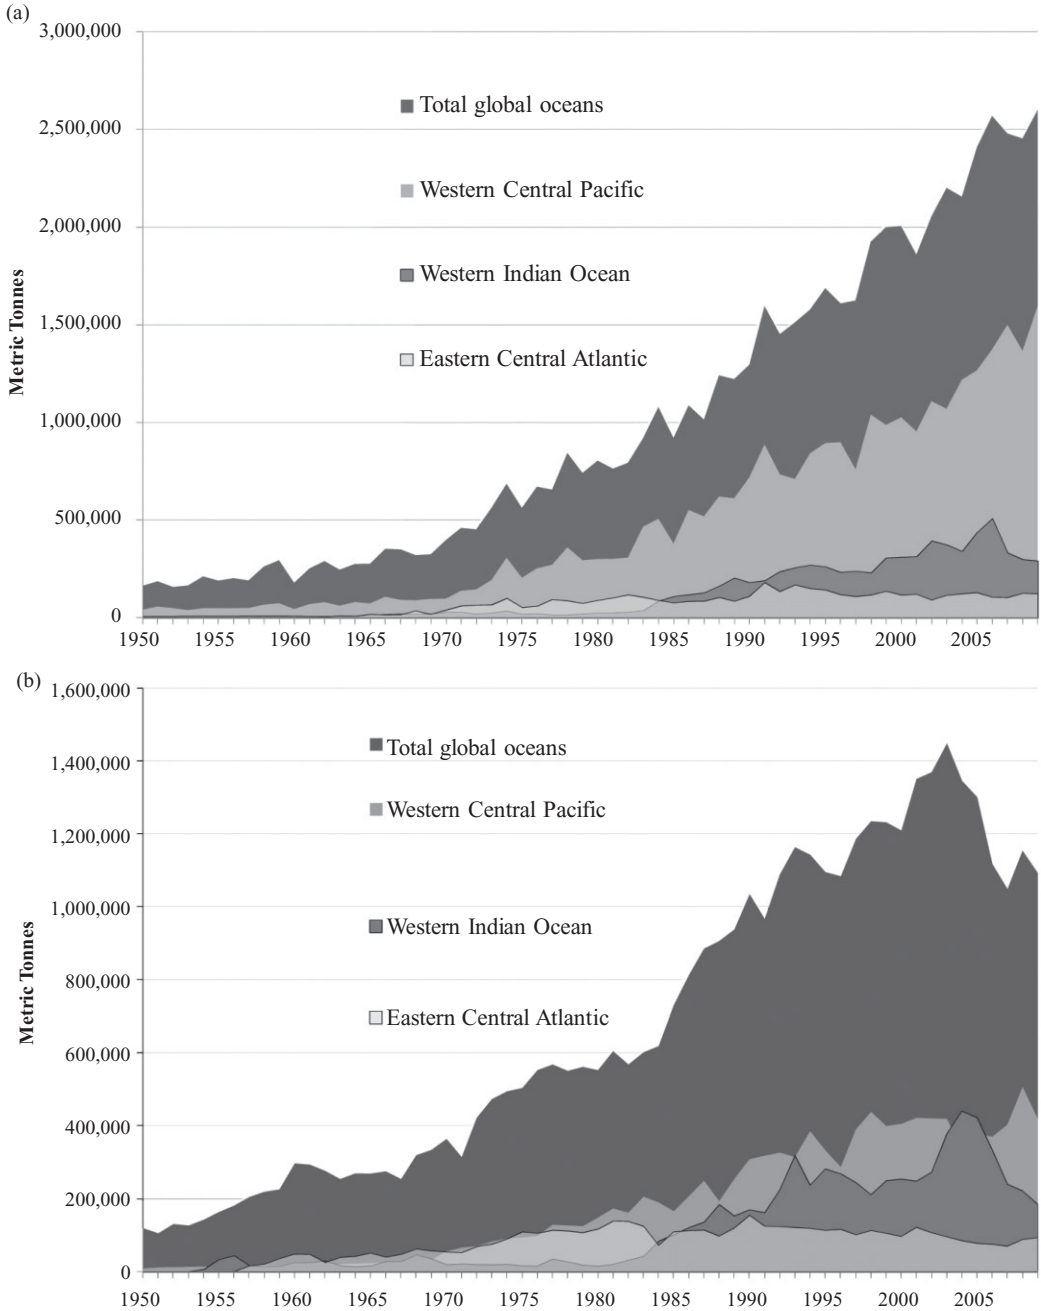 (a)
3,000,000
2,500,000
2,000,000
1,500,000
1,000,000
500,000
0
Metric Tonnes
Total global oceans
Western Central Pacific
Western Indian Ocean
Eastern Central Atlantic
1950 1955 1960 1965 1970 1975 1980 1985 1990 1995 2000 2005
(b)
1,600,000
1,400,000
1,200,000
1,000,000
800,000
600,000
400,000
200,000
0
Metric Tonnes
Total global oceans
Western Central Pacific
Western Indian Ocean
Eastern Central Atlantic
1950 1955 1960 1965 1970 1975 1980 1985 1990 1995 2000 2005